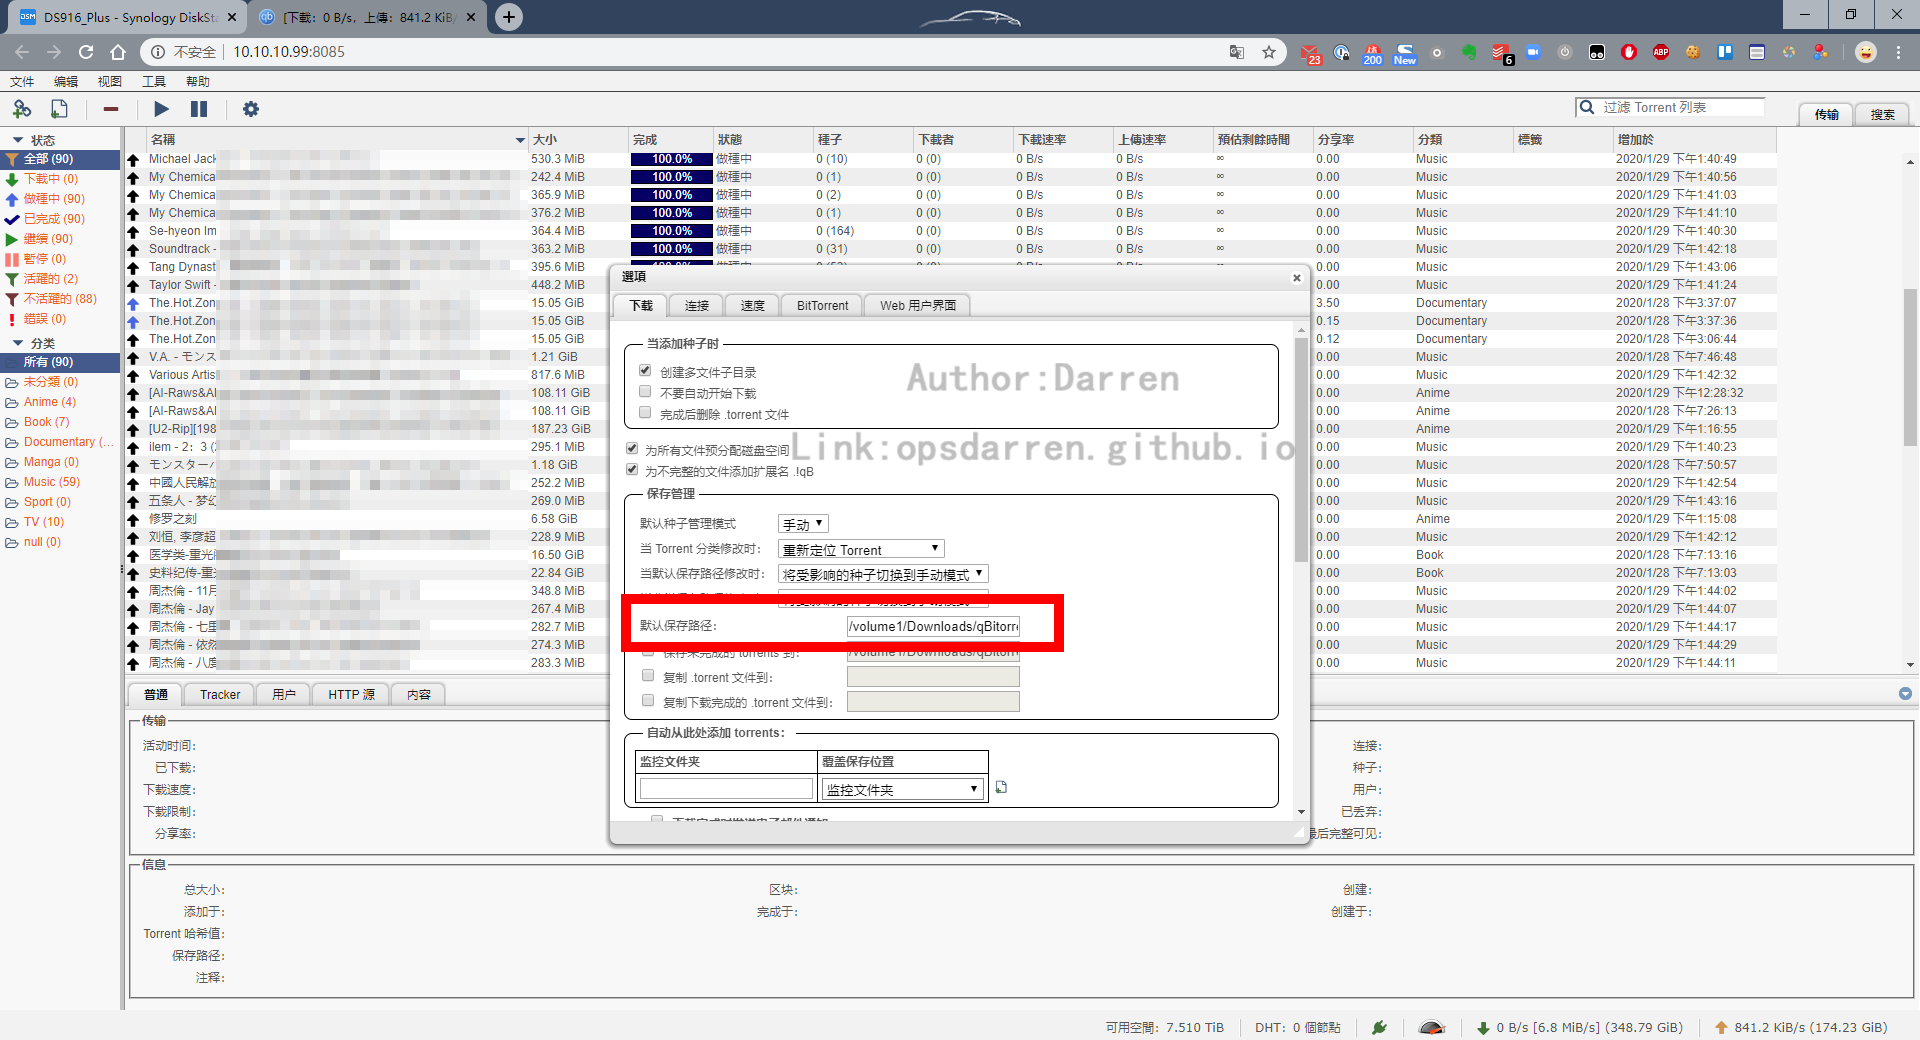 DS916_Plus - Synology DiskSta
[下载：0 B/s，上傳：841.2 KiB/
不安全 10.10.10.99:8085
23 200 New 6 ABP
文件 编辑 视图 工具 帮助
过滤 Torrent 列表
传输 搜索
状态
全部 (90)
下載中 (0)
做種中 (90)
已完成 (90)
繼續 (90)
暫停 (0)
活躍的 (2)
不活躍的 (88)
錯誤 (0)
分类
所有 (90)
未分類 (0)
Anime (4)
Book (7)
Documentary (...
Manga (0)
Music (59)
Sport (0)
TV (10)
null (0)
名稱 大小 完成 狀態 種子 下載者 下載速率 上傳速率 預估剩餘時間 分享率 分類 標籤 增加於
Michael Jack 530.3 MiB 100.0% 做種中 0 (10) 0 (0) 0 B/s 0 B/s ∞ 0.00 Music 2020/1/29 下午1:40:49
My Chemica 242.4 MiB 100.0% 做種中 0 (1) 0 (0) 0 B/s 0 B/s ∞ 0.00 Music 2020/1/29 下午1:40:56
My Chemica 365.9 MiB 100.0% 做種中 0 (2) 0 (0) 0 B/s 0 B/s ∞ 0.00 Music 2020/1/29 下午1:41:03
My Chemica 376.2 MiB 100.0% 做種中 0 (1) 0 (0) 0 B/s 0 B/s ∞ 0.00 Music 2020/1/29 下午1:41:10
Se-hyeon Im 364.4 MiB 100.0% 做種中 0 (164) 0 (0) 0 B/s 0 B/s ∞ 0.00 Music 2020/1/29 下午1:40:30
Soundtrack - 363.2 MiB 100.0% 做種中 0 (31) 0 (0) 0 B/s 0 B/s ∞ 0.00 Music 2020/1/29 下午1:42:18
Tang Dynast 395.6 MiB 0.00 Music 2020/1/29 下午1:43:06
Taylor Swift - 448.2 MiB 0.00 Music 2020/1/29 下午1:41:24
The.Hot.Zon 15.05 GiB 3.50 Documentary 2020/1/28 下午3:37:07
The.Hot.Zon 15.05 GiB 0.15 Documentary 2020/1/28 下午3:37:36
The.Hot.Zon 15.05 GiB 0.12 Documentary 2020/1/28 下午3:06:44
V.A. - モンス 1.21 GiB 0.00 Music 2020/1/28 下午7:46:48
Various Artis 817.6 MiB 0.00 Music 2020/1/29 下午1:42:32
[AI-Raws&AI 108.11 GiB 0.00 Anime 2020/1/29 下午12:28:32
[AI-Raws&AI 108.11 GiB 0.00 Anime 2020/1/28 下午7:26:13
[U2-Rip][198 187.23 GiB 0.00 Anime 2020/1/29 下午1:16:55
ilem - 2：3 (2 295.1 MiB 0.00 Music 2020/1/29 下午1:40:23
モンスターハ 1.18 GiB 0.00 Music 2020/1/28 下午7:50:57
中國人民解放 252.2 MiB 0.00 Music 2020/1/29 下午1:42:54
五条人 - 梦幻 269.0 MiB 0.00 Music 2020/1/29 下午1:43:16
修罗之刻 6.58 GiB 0.00 Anime 2020/1/29 下午1:15:08
刘恒, 李彦超 228.9 MiB 0.00 Music 2020/1/29 下午1:42:12
医学类-重光 16.50 GiB 0.00 Book 2020/1/28 下午7:13:16
史料纪传-重光 22.84 GiB 0.00 Book 2020/1/28 下午7:13:03
周杰倫 - 11月 348.8 MiB 0.00 Music 2020/1/29 下午1:44:02
周杰倫 - Jay 267.4 MiB 0.00 Music 2020/1/29 下午1:44:07
周杰倫 - 七里 282.7 MiB 0.00 Music 2020/1/29 下午1:44:17
周杰倫 - 依然 274.3 MiB 0.00 Music 2020/1/29 下午1:44:29
周杰倫 - 八度 283.3 MiB 0.00 Music 2020/1/29 下午1:44:11
選項
下载 连接 速度 BitTorrent Web 用户界面
当添加种子时
创建多文件子目录
不要自动开始下载
完成后删除 .torrent 文件
Author:Darren
Link:opsdarren.github.io
为所有文件预分配磁盘空间
为不完整的文件添加扩展名 .!qB
保存管理
默认种子管理模式 手动
当 Torrent 分类修改时： 重新定位 Torrent
当默认保存路径修改时： 将受影响的种子切换到手动模式
默认保存路径： /volume1/Downloads/qBitorre
保存未完成的 torrents 到： /volume1/Downloads/qBitorr
复制 .torrent 文件到：
复制下载完成的 .torrent 文件到：
自动从此处添加 torrents：
监控文件夹 覆盖保存位置
监控文件夹
普通 Tracker 用户 HTTP 源 内容
传输
活动时间： 连接：
已下载： 种子：
下载速度： 用户：
下载限制： 已丢弃：
分享率： 最后完整可见：
信息
总大小： 区块： 创建：
添加于： 完成于： 创建于：
Torrent 哈希值：
保存路径：
注释：
可用空間：7.510 TiB DHT：0 個節點 0 B/s [6.8 MiB/s] (348.79 GiB) 841.2 KiB/s (174.23 GiB)